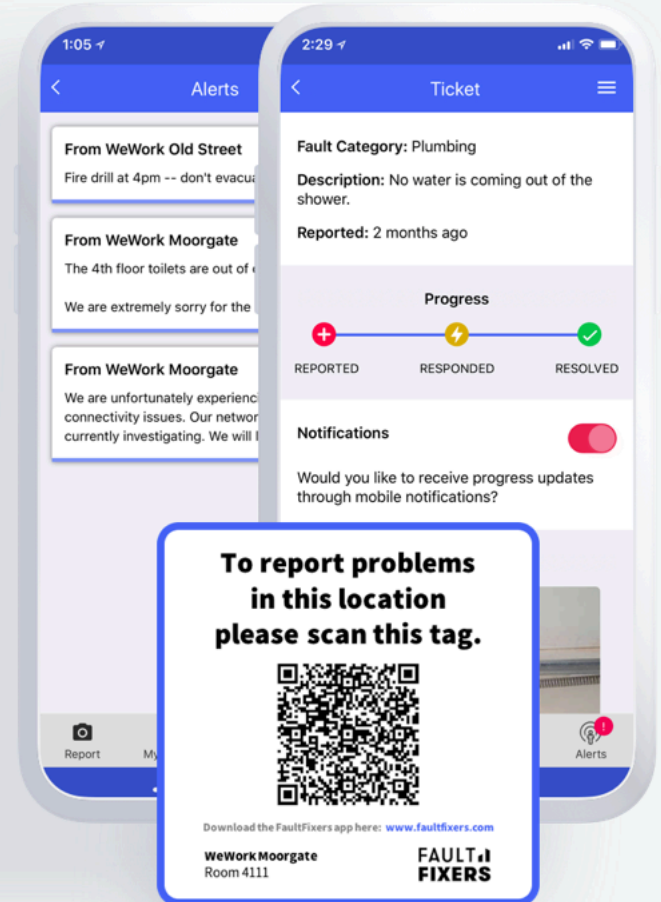 1:05
Alerts
From WeWork Old Street
Fire drill at 4pm -- don't
From WeWork Moorgate
The 4th floor toilets are out of
We are extremely sorry for the
From WeWork Moorgate
We are unfortunately
connectivity issues. Our
currently investigating. We will
Report
2:29
Ticket
Fault Category: Plumbing
Description: No water is coming out of the
shower.
Reported: 2 months ago
Progress
REPORTED RESPONDED RESOLVED
Notifications
Would you like to receive progress updates
through mobile notifications?
Alerts
To report problems
in this location
please scan this tag.
Download the FaultFixers app here: www.faultfixers.com
WeWork Moorgate
Room 4111
FAULT
FIXERS